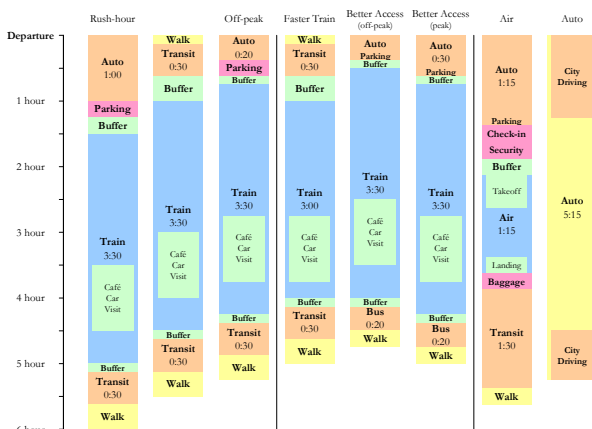 Rush-hour
Off-peak
Faster Train
Better Access
(off-peak)
Better Access
(peak)
Air
Auto
Departure
1 hour
2 hour
3 hour
4 hour
5 hour
Auto
1:00
Parking
Buffer
Train
3:30
Café
Car
Visit
Buffer
Transit
0:30
Walk
Walk
Transit
0:30
Buffer
Train
3:30
Café
Car
Visit
Buffer
Transit
0:30
Walk
Auto
0:20
Parking
Buffer
Train
3:30
Café
Car
Visit
Buffer
Transit
0:30
Walk
Walk
Transit
0:30
Buffer
Train
3:00
Café
Car
Visit
Buffer
Transit
0:30
Walk
Auto
Parking
Buffer
Train
3:30
Café
Car
Visit
Buffer
Bus
0:20
Walk
Auto
0:30
Parking
Buffer
Train
3:30
Café
Car
Visit
Buffer
Bus
0:20
Walk
Auto
1:15
Parking
Check-in
Security
Buffer
Takeoff
Air
1:15
Landing
Baggage
Transit
1:30
Walk
City
Driving
Auto
5:15
City
Driving